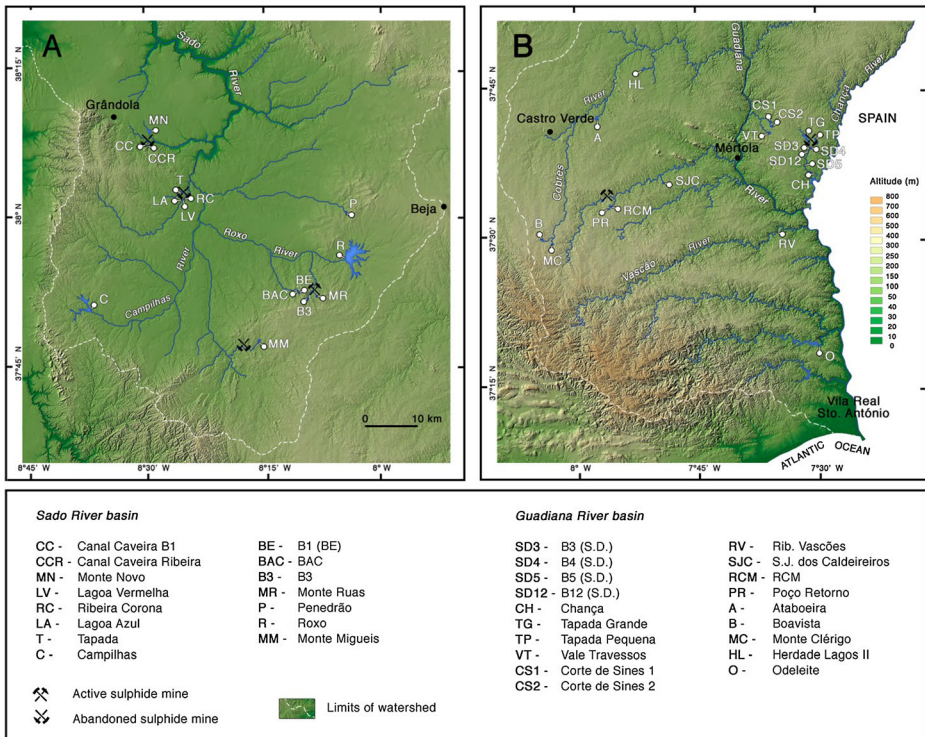 A
Sado
River
38°15' N
Grândola
MN
CC
CCR
T
LA
RC
LV
38° N
P
Beja
Roxo
River
R
River
BE
BAC
MR
B3
C
Campilhas
MM
37°45' N
0 10 km
8°45' W
8°30' W
8°15' W
8° W
B
Guadiana
River
Chança
SPAIN
37°45' N
HL
River
CS1
CS2
Castro Verde
A
VT
TG
TP
SD3
SD4
SD12
SD5
Mértola
CH
Cobres
SJC
RCM
PR
River
B
MC
37°30' N
RV
Vascão
River
Altitude (m)
800
700
600
500
400
300
250
200
150
100
50
40
30
20
10
0
O
37°15' N
Vila Real
Sto. António
ATLANTIC OCEAN
8° W
7°45' W
7°30' W
Sado River basin
CC - Canal Caveira B1
CCR - Canal Caveira Ribeira
MN - Monte Novo
LV - Lagoa Vermelha
RC - Ribeira Corona
LA - Lagoa Azul
T - Tapada
C - Campilhas
BE - B1 (BE)
BAC - BAC
B3 - B3
MR - Monte Ruas
P - Penedrão
R - Roxo
MM - Monte Migueis
Active sulphide mine
Abandoned sulphide mine
Limits of watershed
Guadiana River basin
SD3 - B3 (S.D.)
SD4 - B4 (S.D.)
SD5 - B5 (S.D.)
SD12 - B12 (S.D.)
CH - Chança
TG - Tapada Grande
TP - Tapada Pequena
VT - Vale Travessos
CS1 - Corte de Sines 1
CS2 - Corte de Sines 2
RV - Rib. Vascões
SJC - S.J. dos Caldeireiros
RCM - RCM
PR - Poço Retorno
A - Ataboeira
B - Boavista
MC - Monte Clérigo
HL - Herdade Lagos II
O - Odeleite